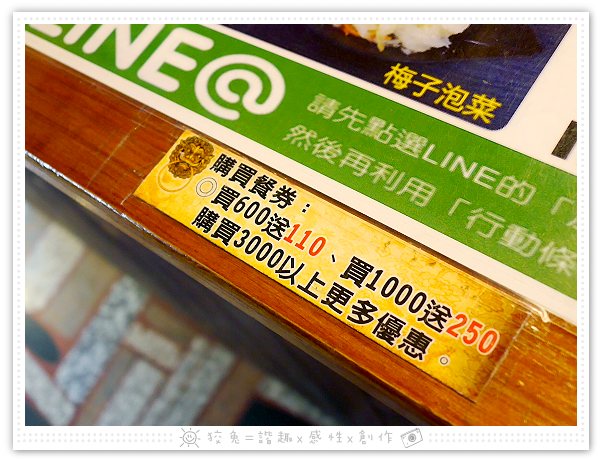 LINE@
梅子泡菜
請先點選LINE的「
然後再利用「行動條
購買餐券：
◎買600送110、買1000送250
購買3000以上更多優惠。
狡兔=諧趣x感性x創作